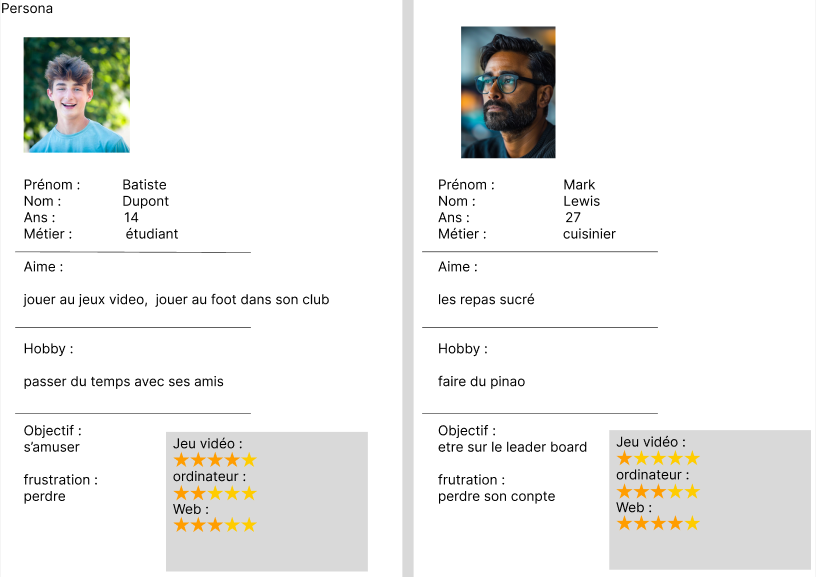 Persona
Prénom : Batiste
Nom : Dupont
Ans : 14
Métier : étudiant
Aime :
jouer au jeux video, jouer au foot dans son club
Hobby :
passer du temps avec ses amis
Objectif :
s'amuser
frustration :
perdre
Jeu vidéo :
ordinateur :
Web :
Prénom : Mark
Nom : Lewis
Ans : 27
Métier : cuisinier
Aime :
les repas sucré
Hobby :
faire du pinao
Objectif :
etre sur le leader board
frutration :
perdre son conpte
Jeu vidéo :
ordinateur :
Web :